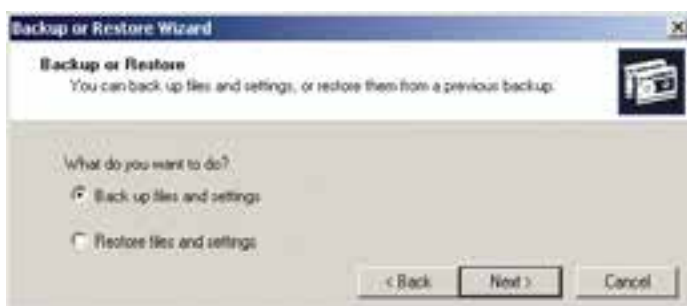 Backup or Restore Wizard
Backup or Restore
You can back up files and settings, or restore them from a previous backup.
What do you want to do?
Back up files and settings
Restore files and settings
< Back Next > Cancel